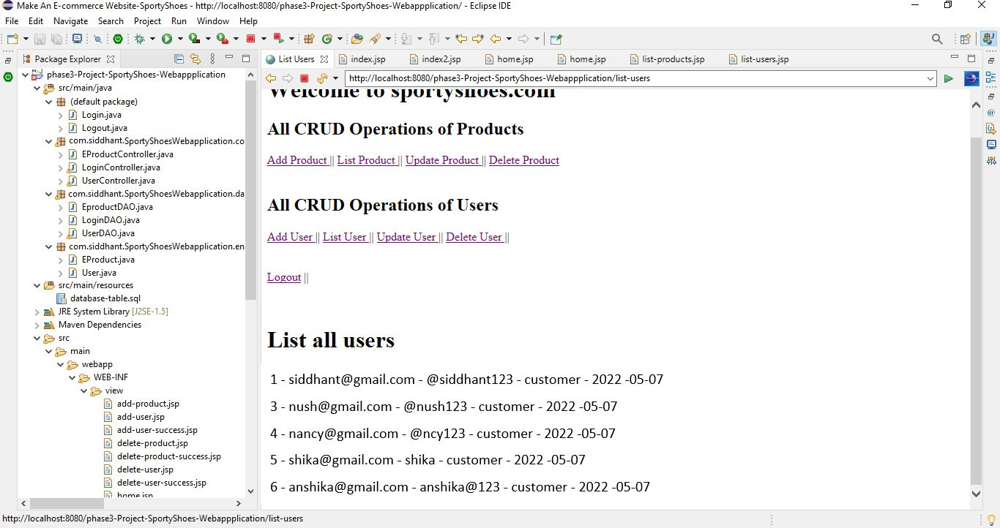 Make An E-commerce Website-SportyShoes - http://localhost:8080/phase3-Project-SportyShoes-Webappplication/ - Eclipse IDE
File Edit Navigate Search Project Run Window Help
Package Explorer
List Users index.jsp index2.jsp home.jsp home.jsp list-products.jsp list-users.jsp
http://localhost:8080/phase3-Project-SportyShoes-Webappplication/list-users
phase3-Project-SportyShoes-Webappplication
src/main/java
(default package)
Login.java
Logout.java
com.siddhant.SportyShoesWebapplication.co
EProductController.java
LoginController.java
UserController.java
com.siddhant.SportyShoesWebapplication.da
EproductDAO.java
LoginDAO.java
UserDAO.java
com.siddhant.SportyShoesWebapplication.en
EProduct.java
User.java
src/main/resources
database-table.sql
JRE System Library [J2SE-1.5]
Maven Dependencies
src
main
webapp
WEB-INF
view
add-product.jsp
add-user.jsp
add-user-success.jsp
delete-product.jsp
delete-product-success.jsp
delete-user.jsp
delete-user-success.jsp
home.jsp
Welcome to sportyshoes.com
All CRUD Operations of Products
Add Product || List Product || Update Product || Delete Product
All CRUD Operations of Users
Add User || List User || Update User || Delete User ||
Logout ||
List all users
1 - siddhant@gmail.com - @siddhant123 - customer - 2022 -05-07
3 - nush@gmail.com - @nush123 - customer - 2022 -05-07
4 - nancy@gmail.com - @ncy123 - customer - 2022 -05-07
5 - shika@gmail.com - shika - customer - 2022 -05-07
6 - anshika@gmail.com - anshika@123 - customer - 2022 -05-07
http://localhost:8080/phase3-Project-SportyShoes-Webappplication/list-users